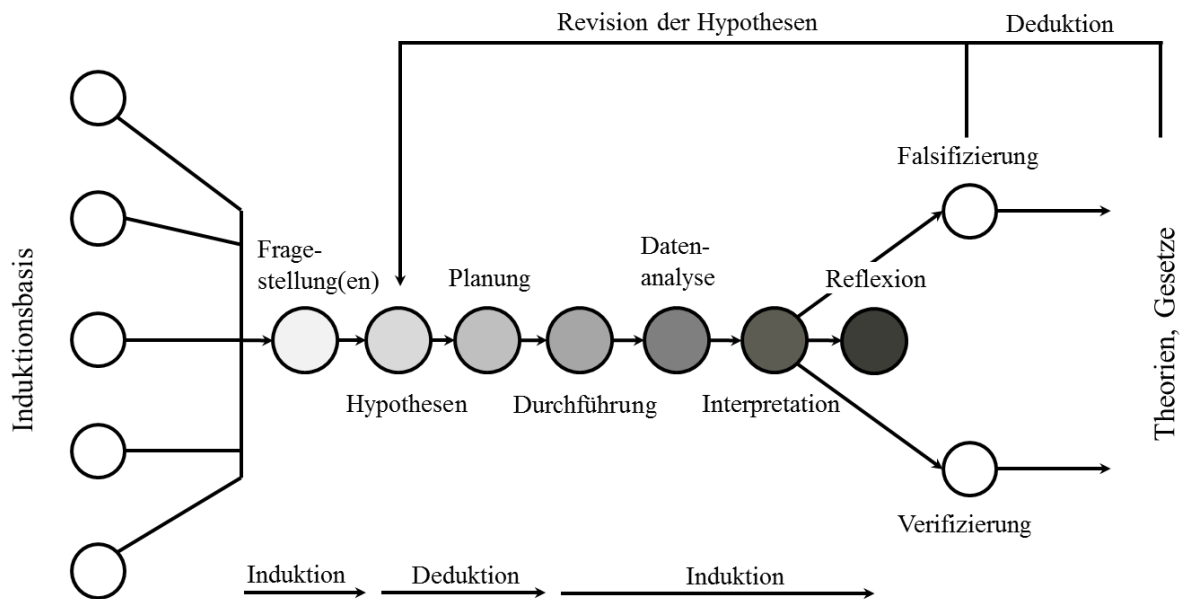 Revision der Hypothesen
Deduktion
Induktionsbasis
Frage-
stellung(en)
Hypothesen
Planung
Durchführung
Daten-
analyse
Interpretation
Reflexion
Falsifizierung
Verifizierung
Theorien, Gesetze
Induktion
Deduktion
Induktion